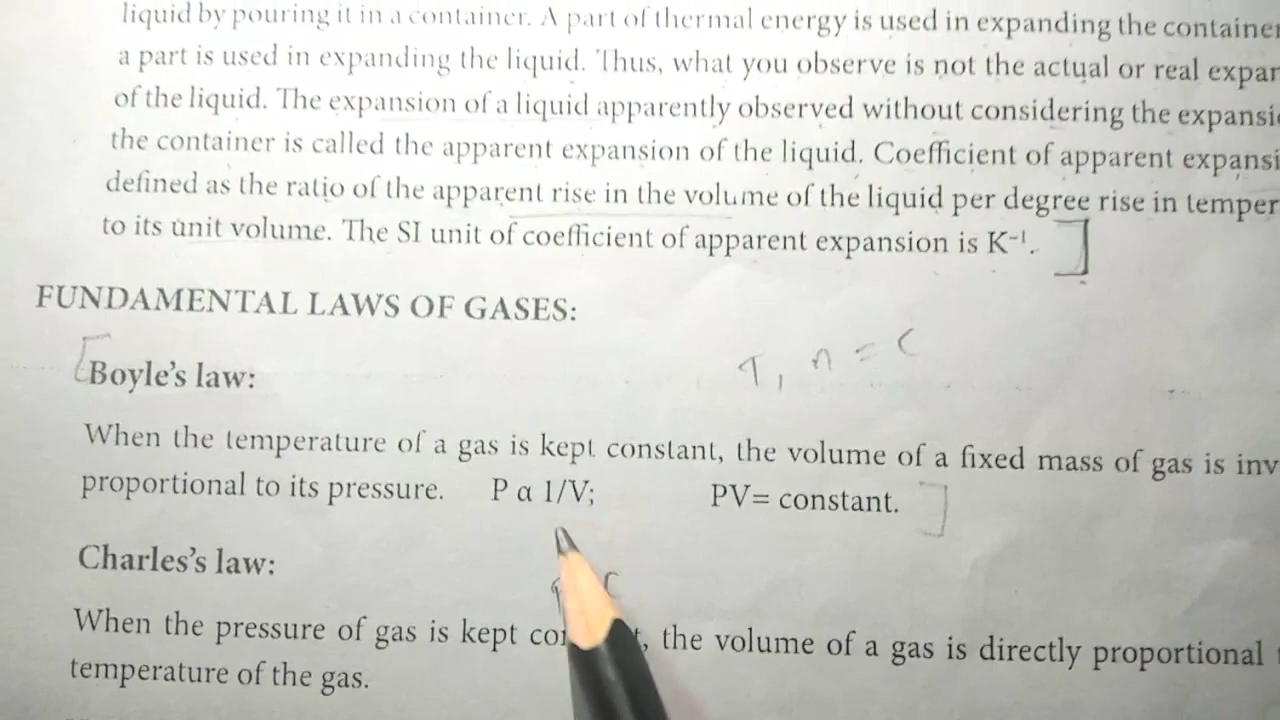 liquid by pouring it in a container. A part of thermal energy is used in expanding the container
a part is used in expanding the liquid. Thus, what you observe is not the actual or real expan
of the liquid. The expansion of a liquid apparently observed without considering the expansi
the container is called the apparent expansion of the liquid. Coefficient of apparent expansi
defined as the ratio of the apparent rise in the volume of the liquid per degree rise in temper
to its unit volume. The SI unit of coefficient of apparent expansion is K⁻¹.
FUNDAMENTAL LAWS OF GASES:
T, n = C
Boyle's law:
When the temperature of a gas is kept constant, the volume of a fixed mass of gas is inv
proportional to its pressure. P α 1/V; PV= constant.
Charles's law:
When the pressure of gas is kept co t, the volume of a gas is directly proportional
temperature of the gas.